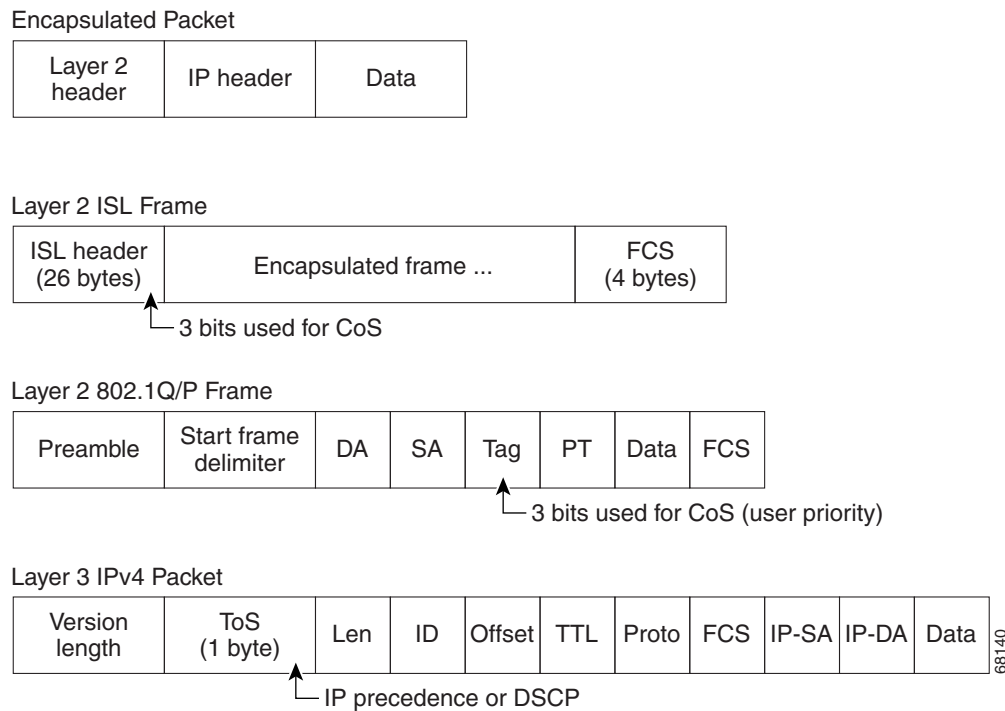 Encapsulated Packet
Layer 2
header
IP header
Data
Layer 2 ISL Frame
ISL header
(26 bytes)
Encapsulated frame ...
FCS
(4 bytes)
3 bits used for CoS
Layer 2 802.1Q/P Frame
Preamble
Start frame
delimiter
DA
SA
Tag
PT
Data
FCS
3 bits used for CoS (user priority)
Layer 3 IPv4 Packet
Version
length
ToS
(1 byte)
Len
ID
Offset
TTL
Proto
FCS
IP-SA
IP-DA
Data
68140
IP precedence or DSCP